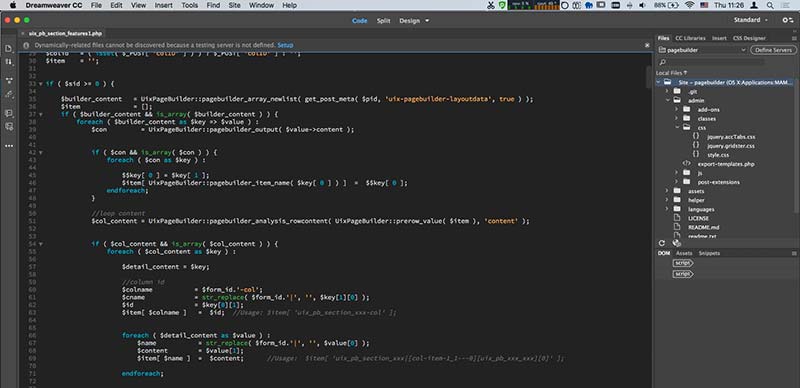 Dreamweaver CC File Edit View Insert Tools Find Site Window Help 88% Thu 11:26
Code Split Design Standard
uix_pb_section_features1.php
Files CC Libraries Insert CSS Designer
Dynamically-related files cannot be discovered because a testing server is not defined. Setup
pagebuilder Define Servers
Local Files
Site - pagebuilder (OS X:Applications:MAM...
.git
admin
add-ons
classes
css
jquery.accTabs.css
jquery.gridster.css
style.css
export-templates.php
js
post-extensions
assets
helper
languages
LICENSE
README.md
readme.txt
DOM Assets Snippets
script
script
30 $item = '';
31
32
33 if ( $sid >= 0 ) {
34
35 $builder_content = UixPageBuilder::pagebuilder_array_newlist( get_post_meta( $pid, 'uix-pagebuilder-layoutdata', true ) );
36 $item = [];
37 if ( $builder_content && is_array( $builder_content ) ) {
38 foreach ( $builder_content as $key => $value ) :
39 $con = UixPageBuilder::pagebuilder_output( $value->content );
40
41
42 if ( $con && is_array( $con ) ) {
43 foreach ( $con as $key ) :
44
45 $$key[ 0 ] = $key[ 1 ];
46 $item[ UixPageBuilder::pagebuilder_item_name( $key[ 0 ] ) ] = $$key[ 0 ];
47 endforeach;
48 }
49
50 //loop content
51 $col_content = UixPageBuilder::pagebuilder_analysis_rowcontent( UixPageBuilder::prerow_value( $item ), 'content' );
52
53
54 if ( $col_content && is_array( $col_content ) ) {
55 foreach ( $col_content as $key ) :
56
57 $detail_content = $key;
58
59 //column id
60 $colname = $form_id.'-col';
61 $cname = str_replace( $form_id.'|', '', $key[1][0] );
62 $id = $key[0][1];
63 $item[ $colname ] = $id; //Usage: $item[ 'uix_pb_section_xxx-col' ];
64
65
66 foreach ( $detail_content as $value ) :
67 $name = str_replace( $form_id.'|', '', $value[0] );
68 $content = $value[1];
69 $item[ $name ] = $content; //Usage: $item[ 'uix_pb_section_xxx|[col-item-1_1---0][uix_pb_xxx_xxx][0]' ];
70
71 endforeach;